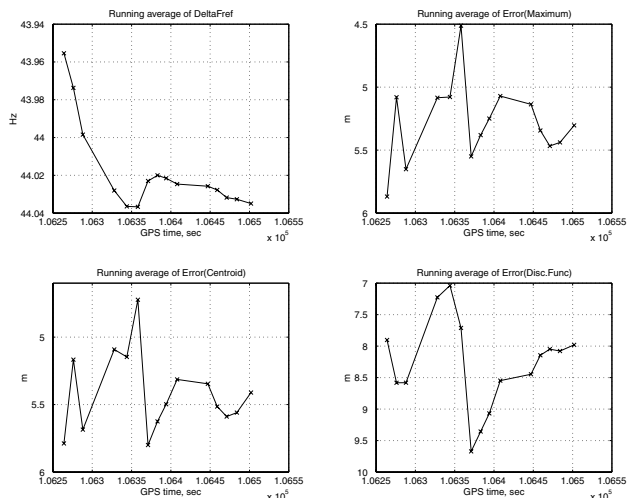 Running average of DeltaFref
43.94
43.96
43.98
44
44.02
44.04
Hz
1.0625 1.063 1.0635 1.064 1.0645 1.065 1.0655
GPS time, sec
x 10^5
Running average of Error(Maximum)
4.5
5
5.5
6
m
1.0625 1.063 1.0635 1.064 1.0645 1.065 1.0655
GPS time, sec
x 10^5
Running average of Error(Centroid)
5
5.5
6
m
1.0625 1.063 1.0635 1.064 1.0645 1.065 1.0655
GPS time, sec
x 10^5
Running average of Error(Disc.Func)
7
7.5
8
8.5
9
9.5
10
m
1.0625 1.063 1.0635 1.064 1.0645 1.065 1.0655
GPS time, sec
x 10^5